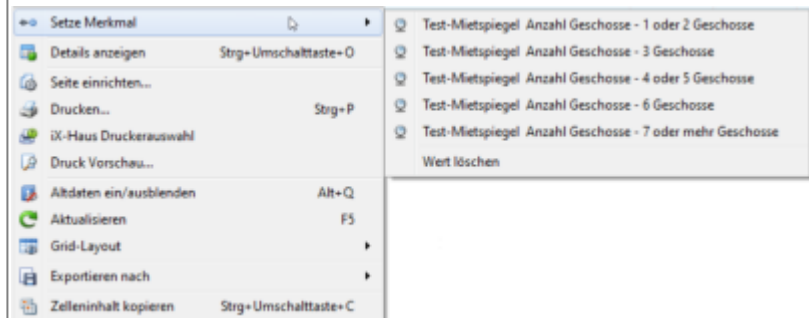 Setze Merkmal
Details anzeigen Strg+Umschalttaste+O
Seite einrichten...
Drucken... Strg+P
iX-Haus Druckerauswahl
Druck Vorschau...
Altdaten ein/ausblenden Alt+Q
Aktualisieren F5
Grid-Layout
Exportieren nach
Zelleninhalt kopieren Strg+Umschalttaste+C
Test-Mietspiegel Anzahl Geschosse - 1 oder 2 Geschosse
Test-Mietspiegel Anzahl Geschosse - 3 Geschosse
Test-Mietspiegel Anzahl Geschosse - 4 oder 5 Geschosse
Test-Mietspiegel Anzahl Geschosse - 6 Geschosse
Test-Mietspiegel Anzahl Geschosse - 7 oder mehr Geschosse
Wert löschen